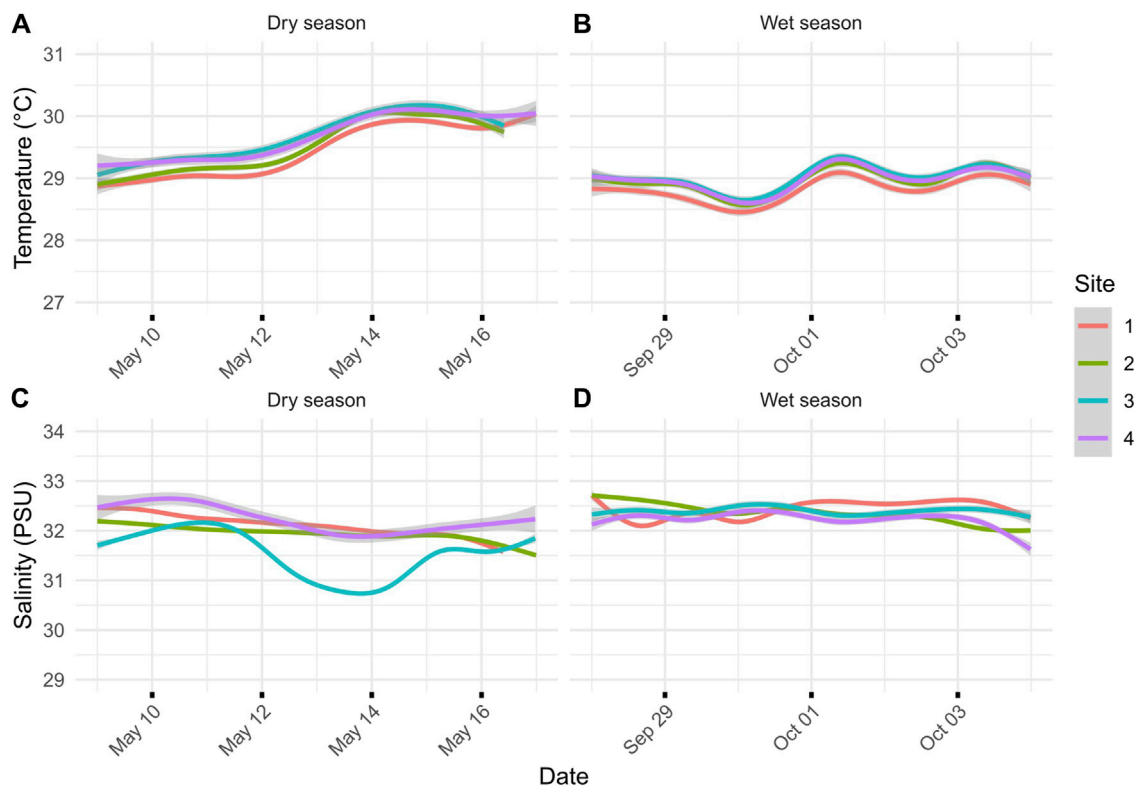 A Dry season
B Wet season
31
30
29
28
27
Temperature (°C)
May 10 May 12 May 14 May 16
Sep 29 Oct 01 Oct 03
Site
1
2
3
4
C Dry season
D Wet season
34
33
32
31
30
29
Salinity (PSU)
May 10 May 12 May 14 May 16
Sep 29 Oct 01 Oct 03
Date